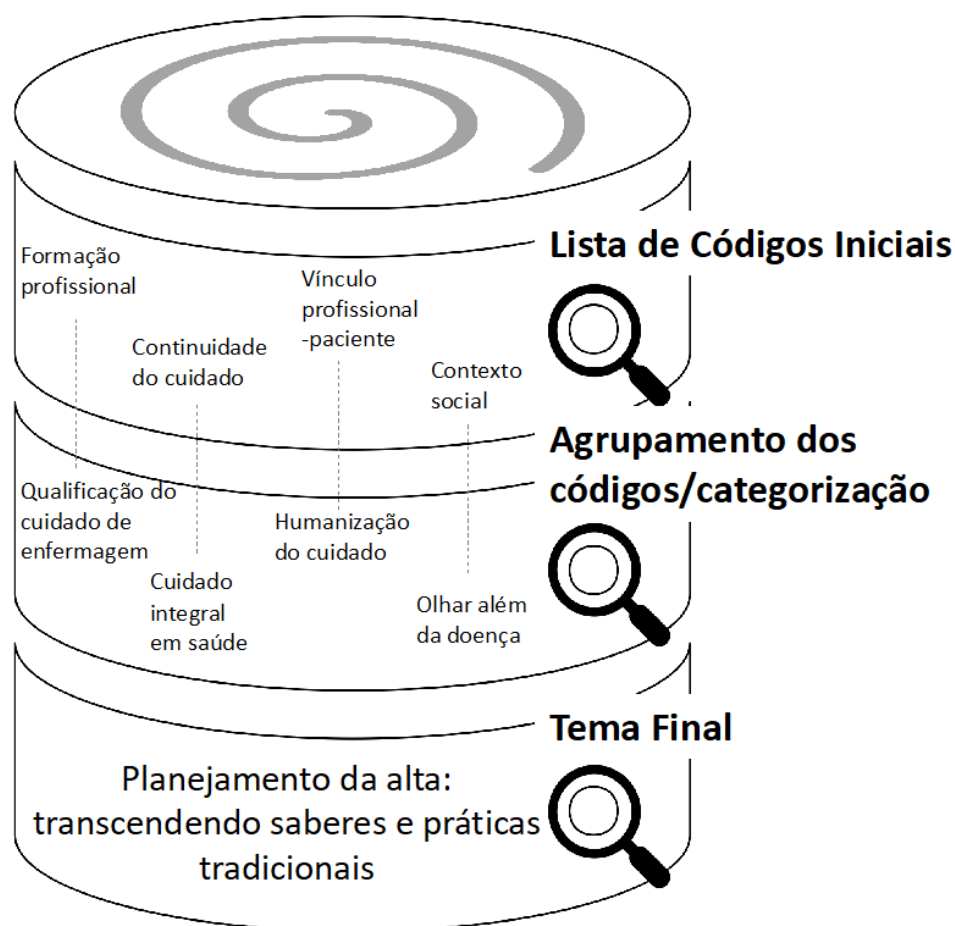 Lista de Códigos Iniciais
Formação
profissional
Continuidade
do cuidado
Vínculo
profissional
-paciente
Contexto
social
Agrupamento dos
códigos/categorização
Qualificação do
cuidado de
enfermagem
Cuidado
integral
em saúde
Humanização
do cuidado
Olhar além
da doença
Tema Final
Planejamento da alta:
transcendendo saberes e práticas
tradicionais